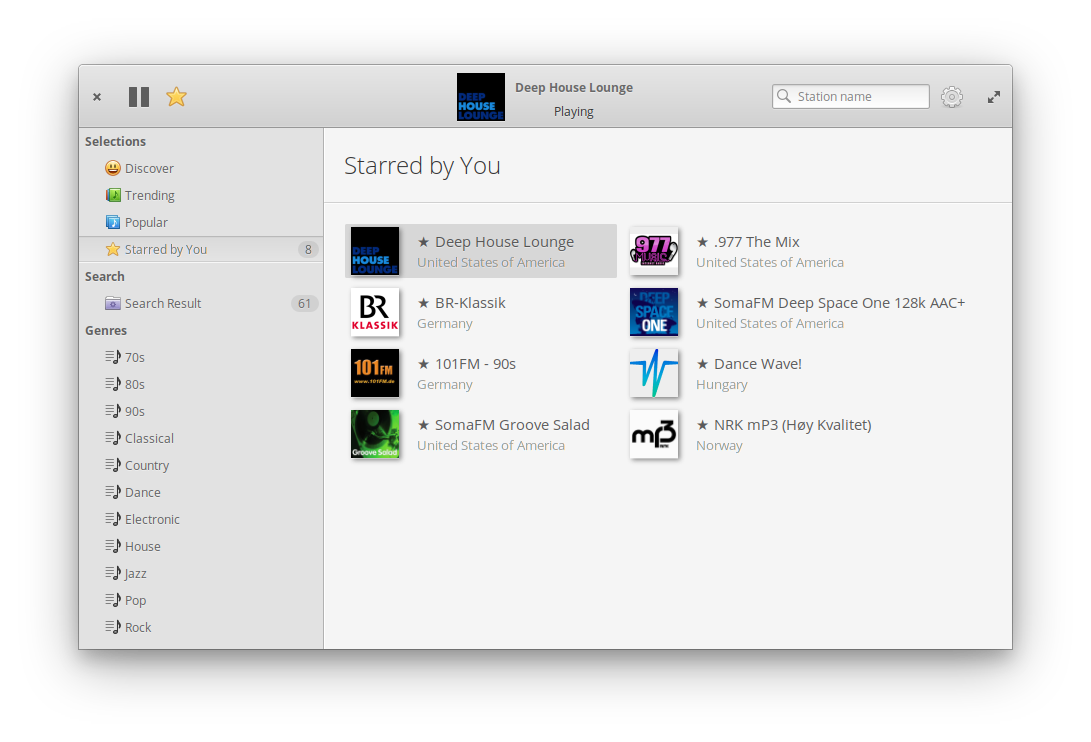 Deep House Lounge
Playing
DEEP
HOUSE
LOUNGE
Station name
Selections
Discover
Trending
Popular
Starred by You 8
Search
Search Result 61
Genres
70s
80s
90s
Classical
Country
Dance
Electronic
House
Jazz
Pop
Rock
Starred by You
DEEP
HOUSE
LOUNGE
★ Deep House Lounge
United States of America
977
MUSIC
★ .977 The Mix
United States of America
BR
KLASSIK
★ BR-Klassik
Germany
DEEP
SPACE
ONE
★ SomaFM Deep Space One 128k AAC+
United States of America
101FM
www.101FM.de
★ 101FM - 90s
Germany
★ Dance Wave!
Hungary
Groove Salad
★ SomaFM Groove Salad
United States of America
mp3
★ NRK mP3 (Høy Kvalitet)
Norway